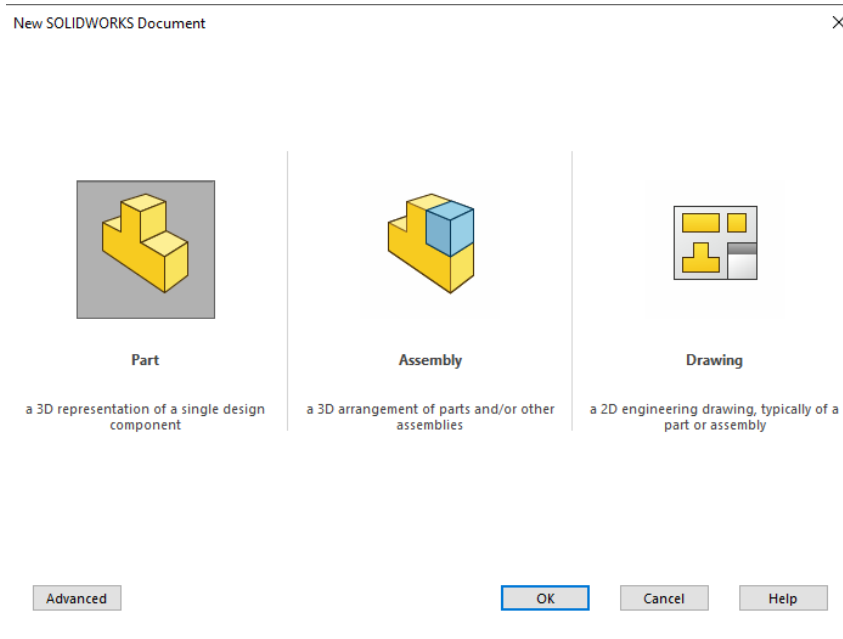 New SOLIDWORKS Document
Part
a 3D representation of a single design
component
Assembly
a 3D arrangement of parts and/or other
assemblies
Drawing
a 2D engineering drawing, typically of a
part or assembly
Advanced
OK
Cancel
Help